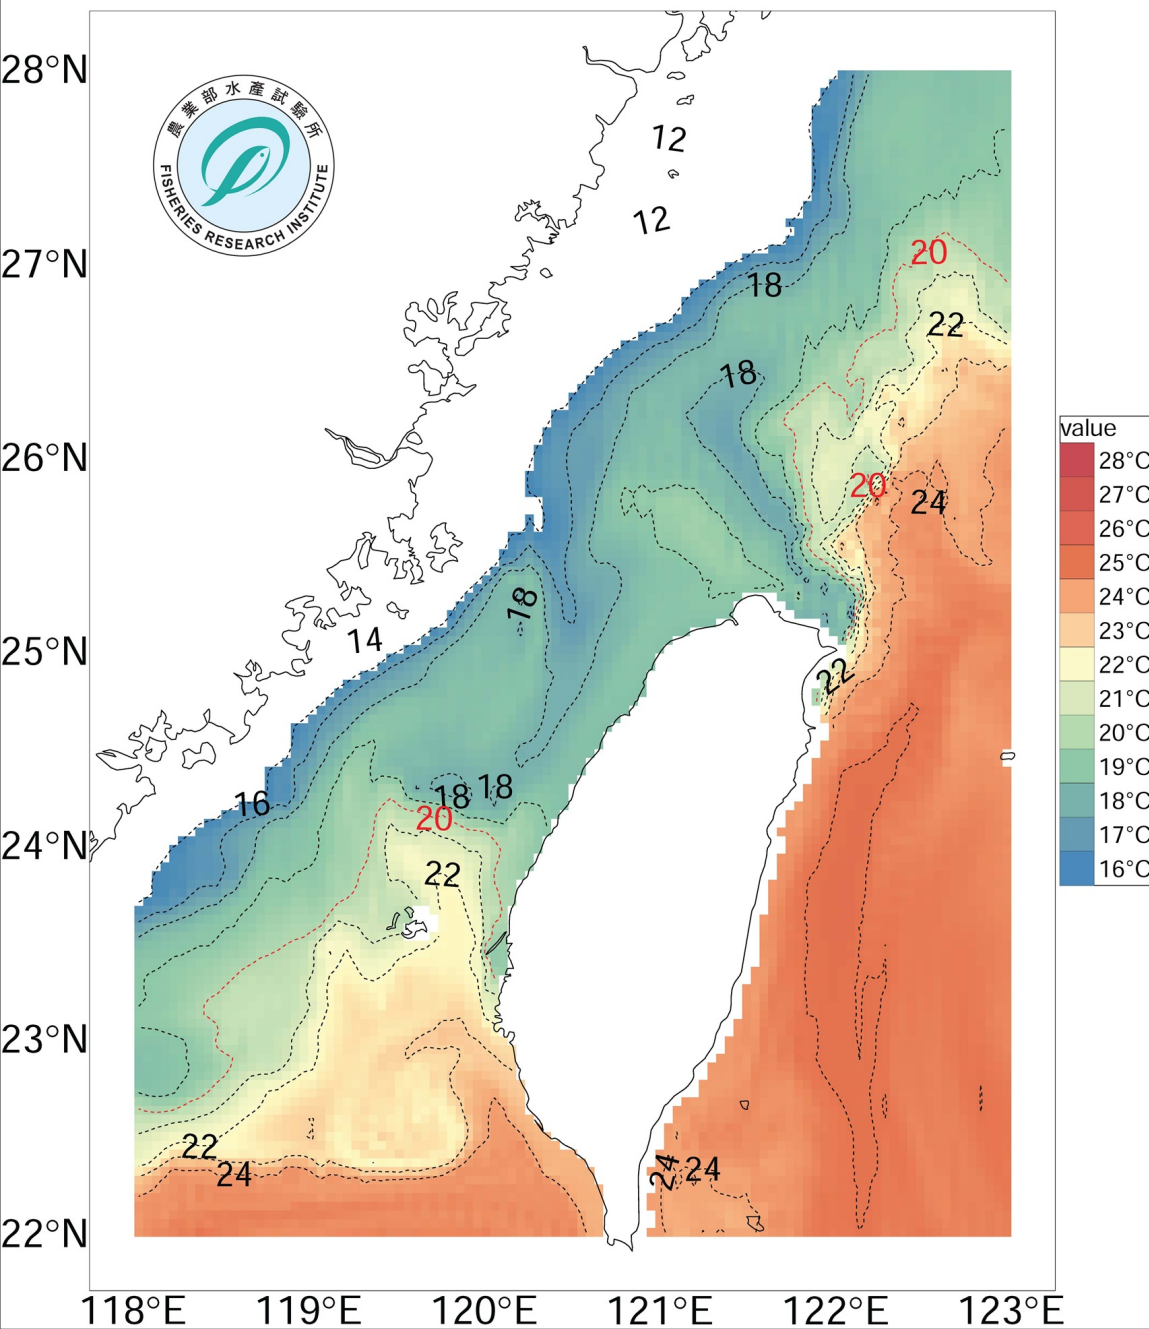 28°N
27°N
26°N
25°N
24°N
23°N
22°N
農業部水產試驗所
FISHERIES RESEARCH INSTITUTE
12
12
20
18
22
18
20
24
18
14
22
18
18
16
20
22
22
24
24
24
118°E
119°E
120°E
121°E
122°E
123°E
value
28°C
27°C
26°C
25°C
24°C
23°C
22°C
21°C
20°C
19°C
18°C
17°C
16°C